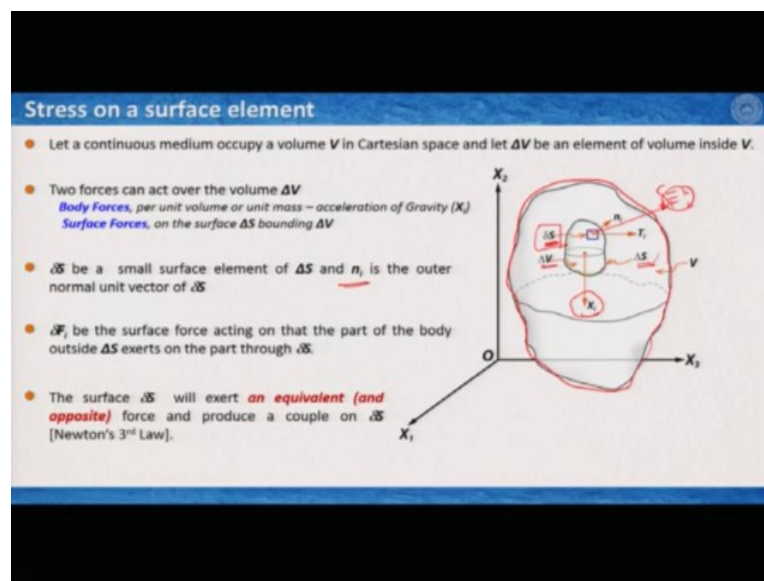 Stress on a surface element
Let a continuous medium occupy a volume V in Cartesian space and let ΔV be an element of volume inside V.
Two forces can act over the volume ΔV
Body Forces, per unit volume or unit mass – acceleration of Gravity (Xᵢ)
Surface Forces, on the surface ΔS bounding ΔV
δS be a small surface element of ΔS and nᵢ is the outer
normal unit vector of δS
δFᵢ be the surface force acting on that the part of the body
outside ΔS exerts on the part through δS.
The surface δS will exert an equivalent (and
opposite) force and produce a couple on δS
[Newton's 3rd Law].
X₂
nᵢ
δS
Tᵢ
ΔV
ΔS
V
Xᵢ
O
X₃
X₁